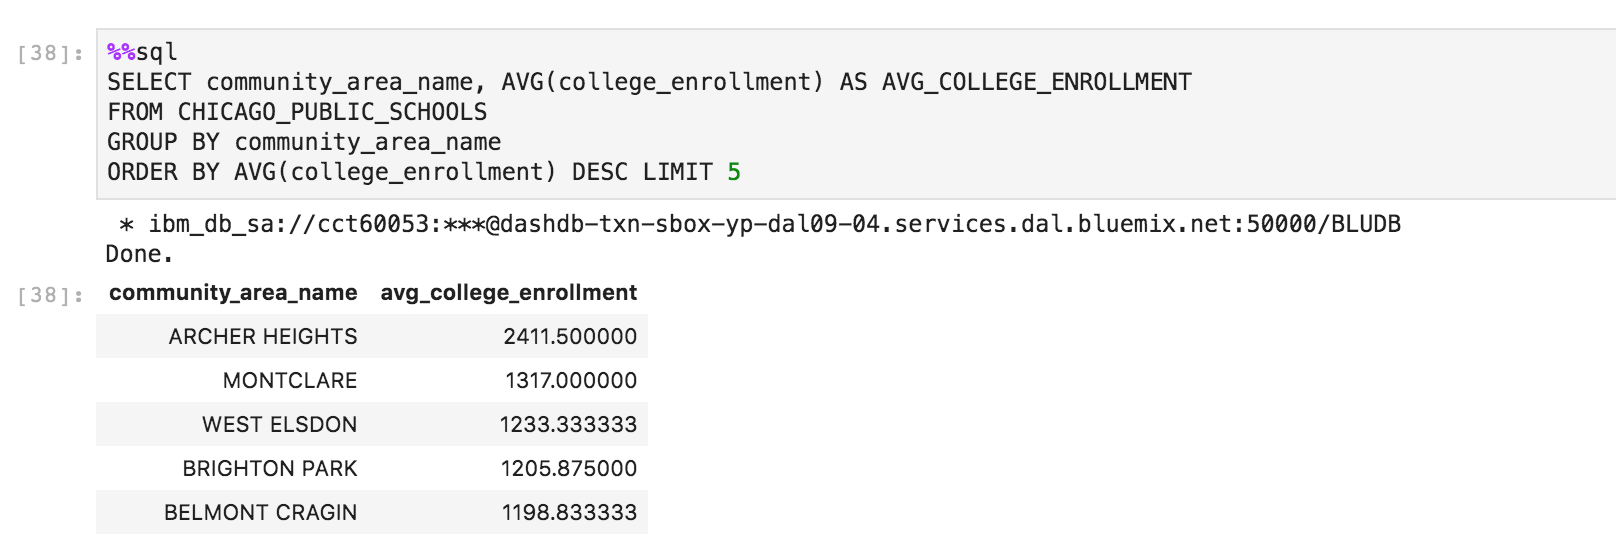 [38]: %%sql
SELECT community_area_name, AVG(college_enrollment) AS AVG_COLLEGE_ENROLLMENT
FROM CHICAGO_PUBLIC_SCHOOLS
GROUP BY community_area_name
ORDER BY AVG(college_enrollment) DESC LIMIT 5
* ibm_db_sa://cct60053:***@dashdb-txn-sbox-yp-dal09-04.services.dal.bluemix.net:50000/BLUDB
Done.
[38]: community_area_name avg_college_enrollment
ARCHER HEIGHTS 2411.500000
MONTCLARE 1317.000000
WEST ELSDON 1233.333333
BRIGHTON PARK 1205.875000
BELMONT CRAGIN 1198.833333